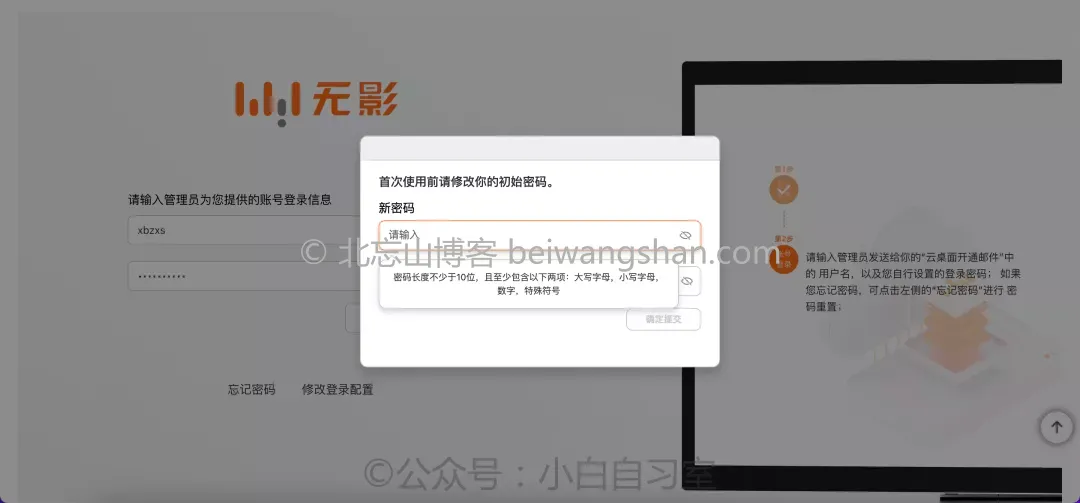 无影
请输入管理员为您提供的账号登录信息
xbzxs
忘记密码
修改登录配置
首次使用前请修改你的初始密码。
新密码
请输入
密码长度不少于10位，且至少包含以下两项：大写字母，小写字母，
数字，特殊符号
确定提交
第1步
第2步
请输入管理员发送给你的“云桌面开通邮件”中
的 用户名，以及您自行设置的登录密码； 如果
您忘记密码，可点击左侧的“忘记密码”进行 密
码重置；
© 北忘山博客 beiwangshan.com
©公众号：小白自习室